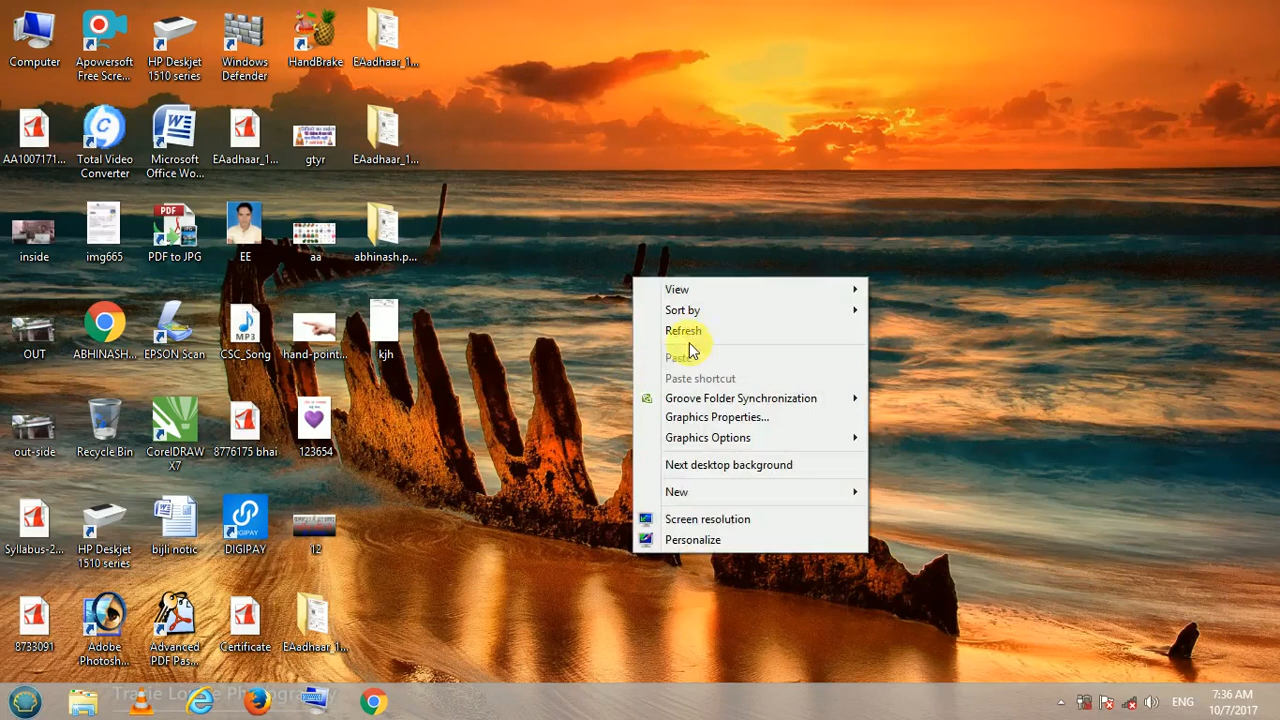 Computer
Apowersoft
Free Scre...
HP Deskjet
1510 series
Windows
Defender
HandBrake
EAadhaar_1...
AA1007171...
Total Video
Converter
Microsoft
Office Wo...
EAadhaar_1...
gtyr
EAadhaar_1...
inside
img665
PDF
PDF to JPG
EE
aa
abhinash.p...
OUT
ABHINASH...
EPSON Scan
MP3
CSC_Song
hand-point...
kjh
out-side
Recycle Bin
CorelDRAW
X7
8776175 bhai
123654
Syllabus-2...
HP Deskjet
1510 series
bijli notic
DIGIPAY
12
8733091
Adobe
Photosh...
Advanced
PDF Pas...
Certificate
EAadhaar_1...
View
Sort by
Refresh
Paste
Paste shortcut
Groove Folder Synchronization
Graphics Properties...
Graphics Options
Next desktop background
New
Screen resolution
Personalize
ENG
7:36 AM
10/7/2017